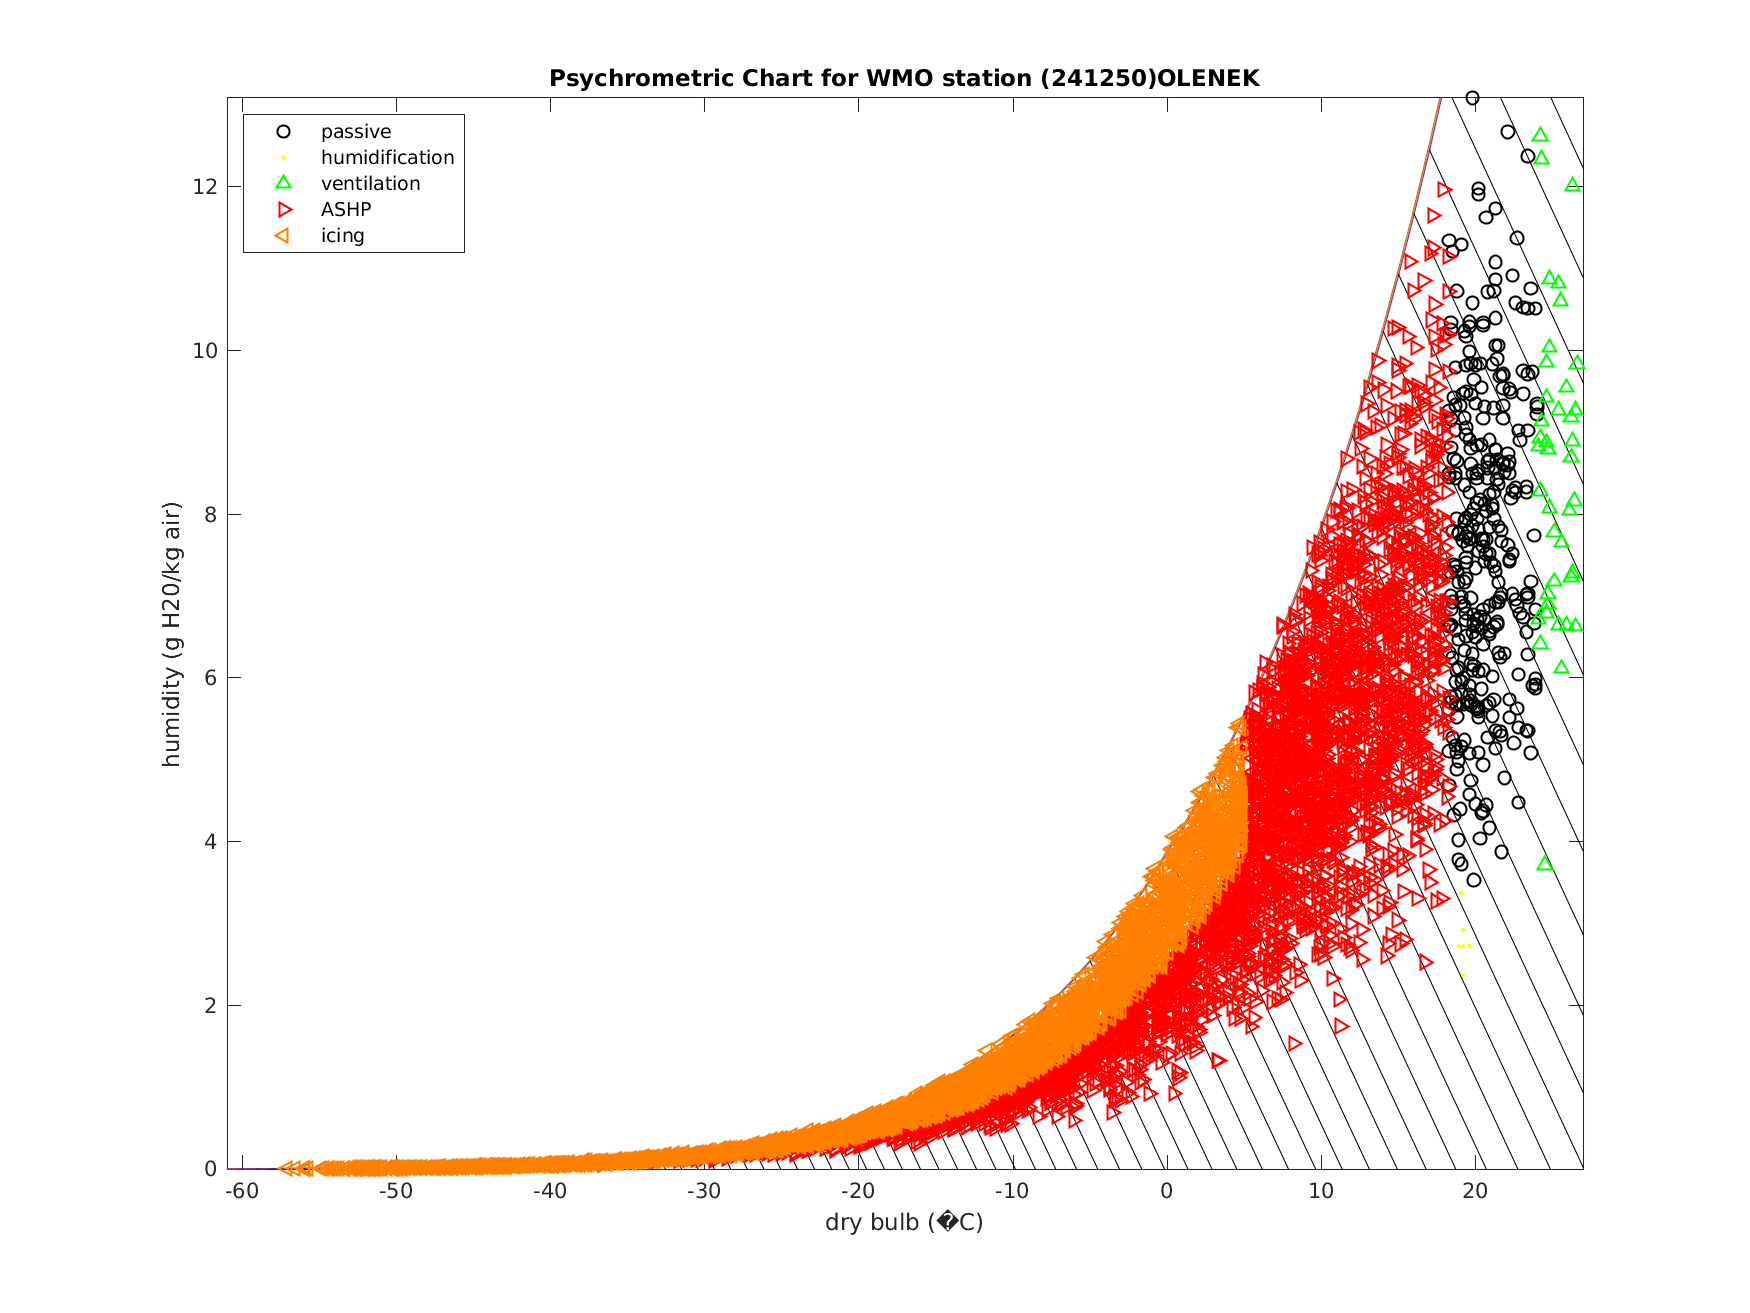 Psychrometric Chart for WMO station (241250)OLENEK
passive
humidification
ventilation
ASHP
icing
humidity (g H20/kg air)
12
10
8
6
4
2
0
-60 -50 -40 -30 -20 -10 0 10 20
dry bulb (�C)